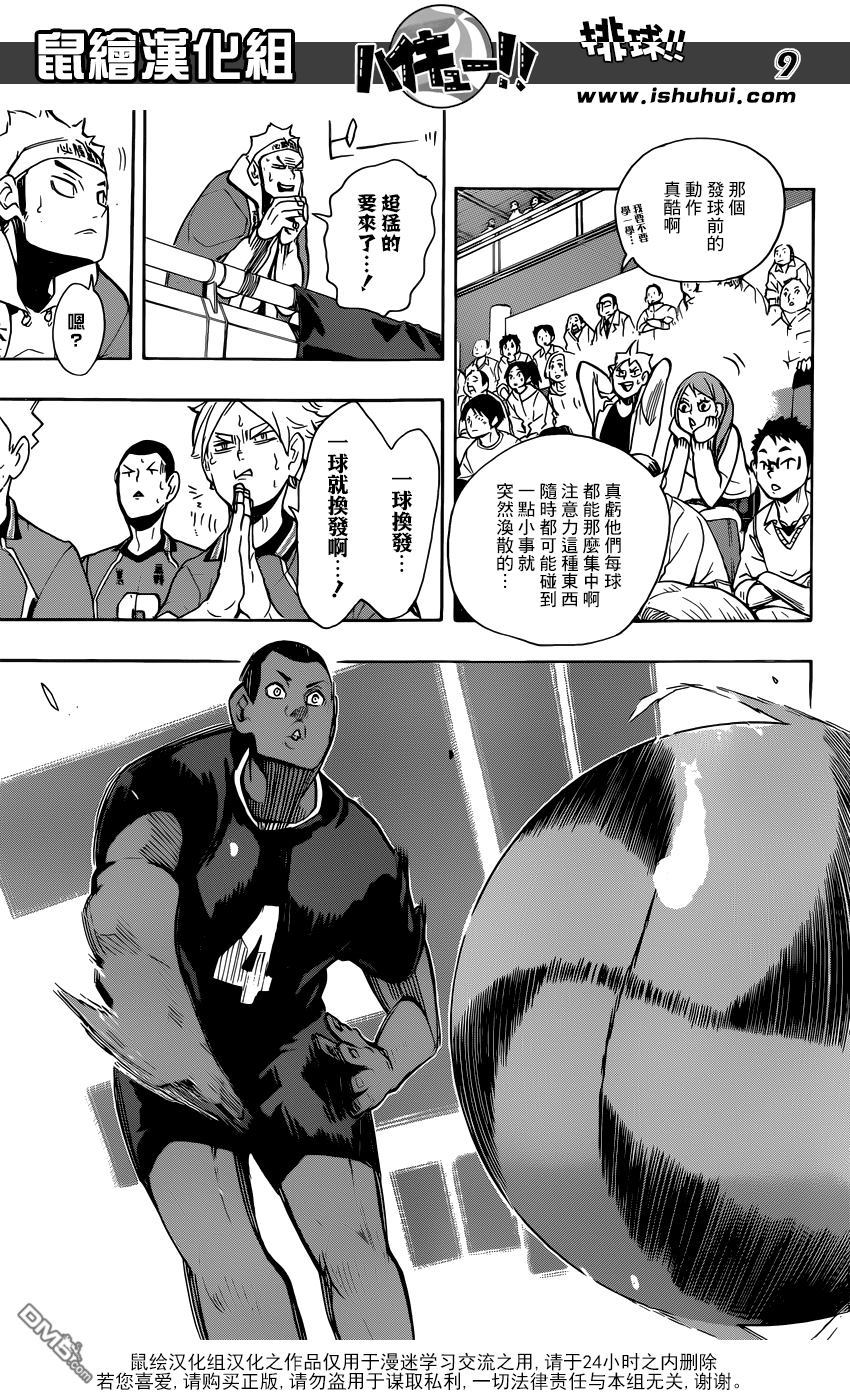 鼠繪漢化組
ハイキュー!!
排球!!
9
www.ishuhui.com
那個
發球前的
動作
真酷啊
我要不要
學一學…
真虧他們每球
都能那麼集中啊
注意力這種東西
隨時都可能碰到
一點小事就
突然渙散的…
超猛的
要來了…!
嗯?
一球換發…
一球就換發啊…!
4
鼠绘汉化组汉化之作品仅用于漫迷学习交流之用,请于24小时之内删除
若您喜爱,请购买正版,请勿盗用于谋取私利,一切法律责任与本组无关,谢谢。